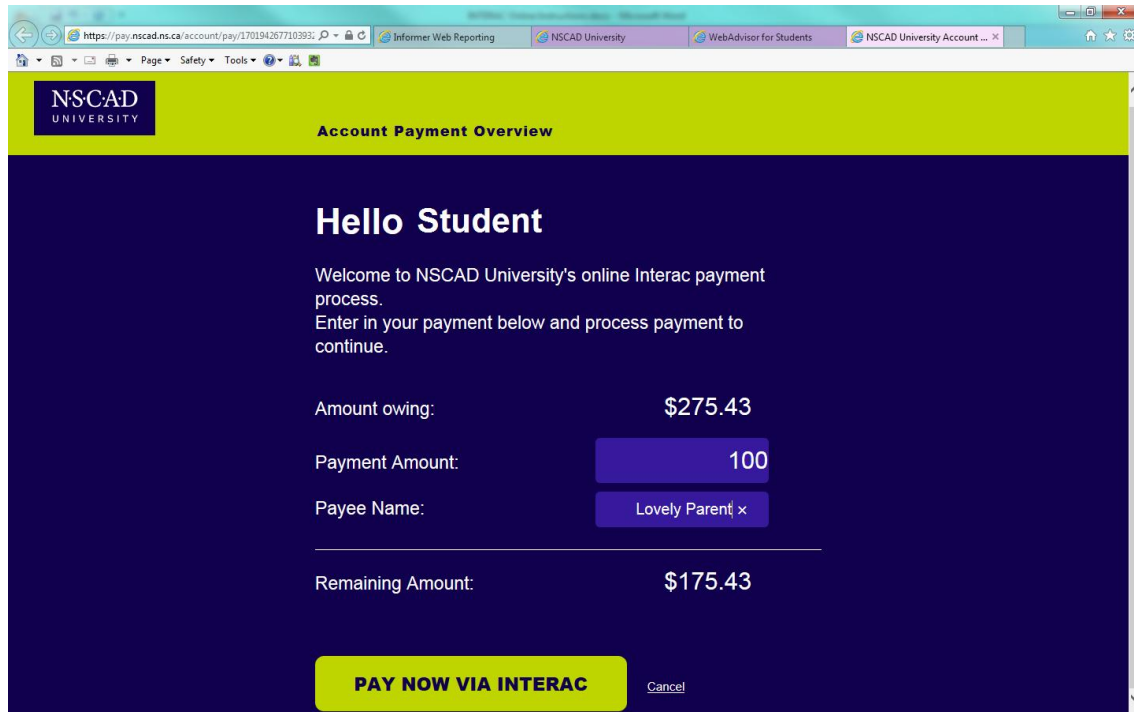 https://pay.nscad.ns.ca/account/pay/170194267710393
Informer Web Reporting
NSCAD University
WebAdvisor for Students
NSCAD University Account ...
Page Safety Tools
N·S·C·A·D
UNIVERSITY
Account Payment Overview
Hello Student
Welcome to NSCAD University's online Interac payment
process.
Enter in your payment below and process payment to
continue.
Amount owing: $275.43
Payment Amount: 100
Payee Name: Lovely Parent ×
Remaining Amount: $175.43
PAY NOW VIA INTERAC Cancel